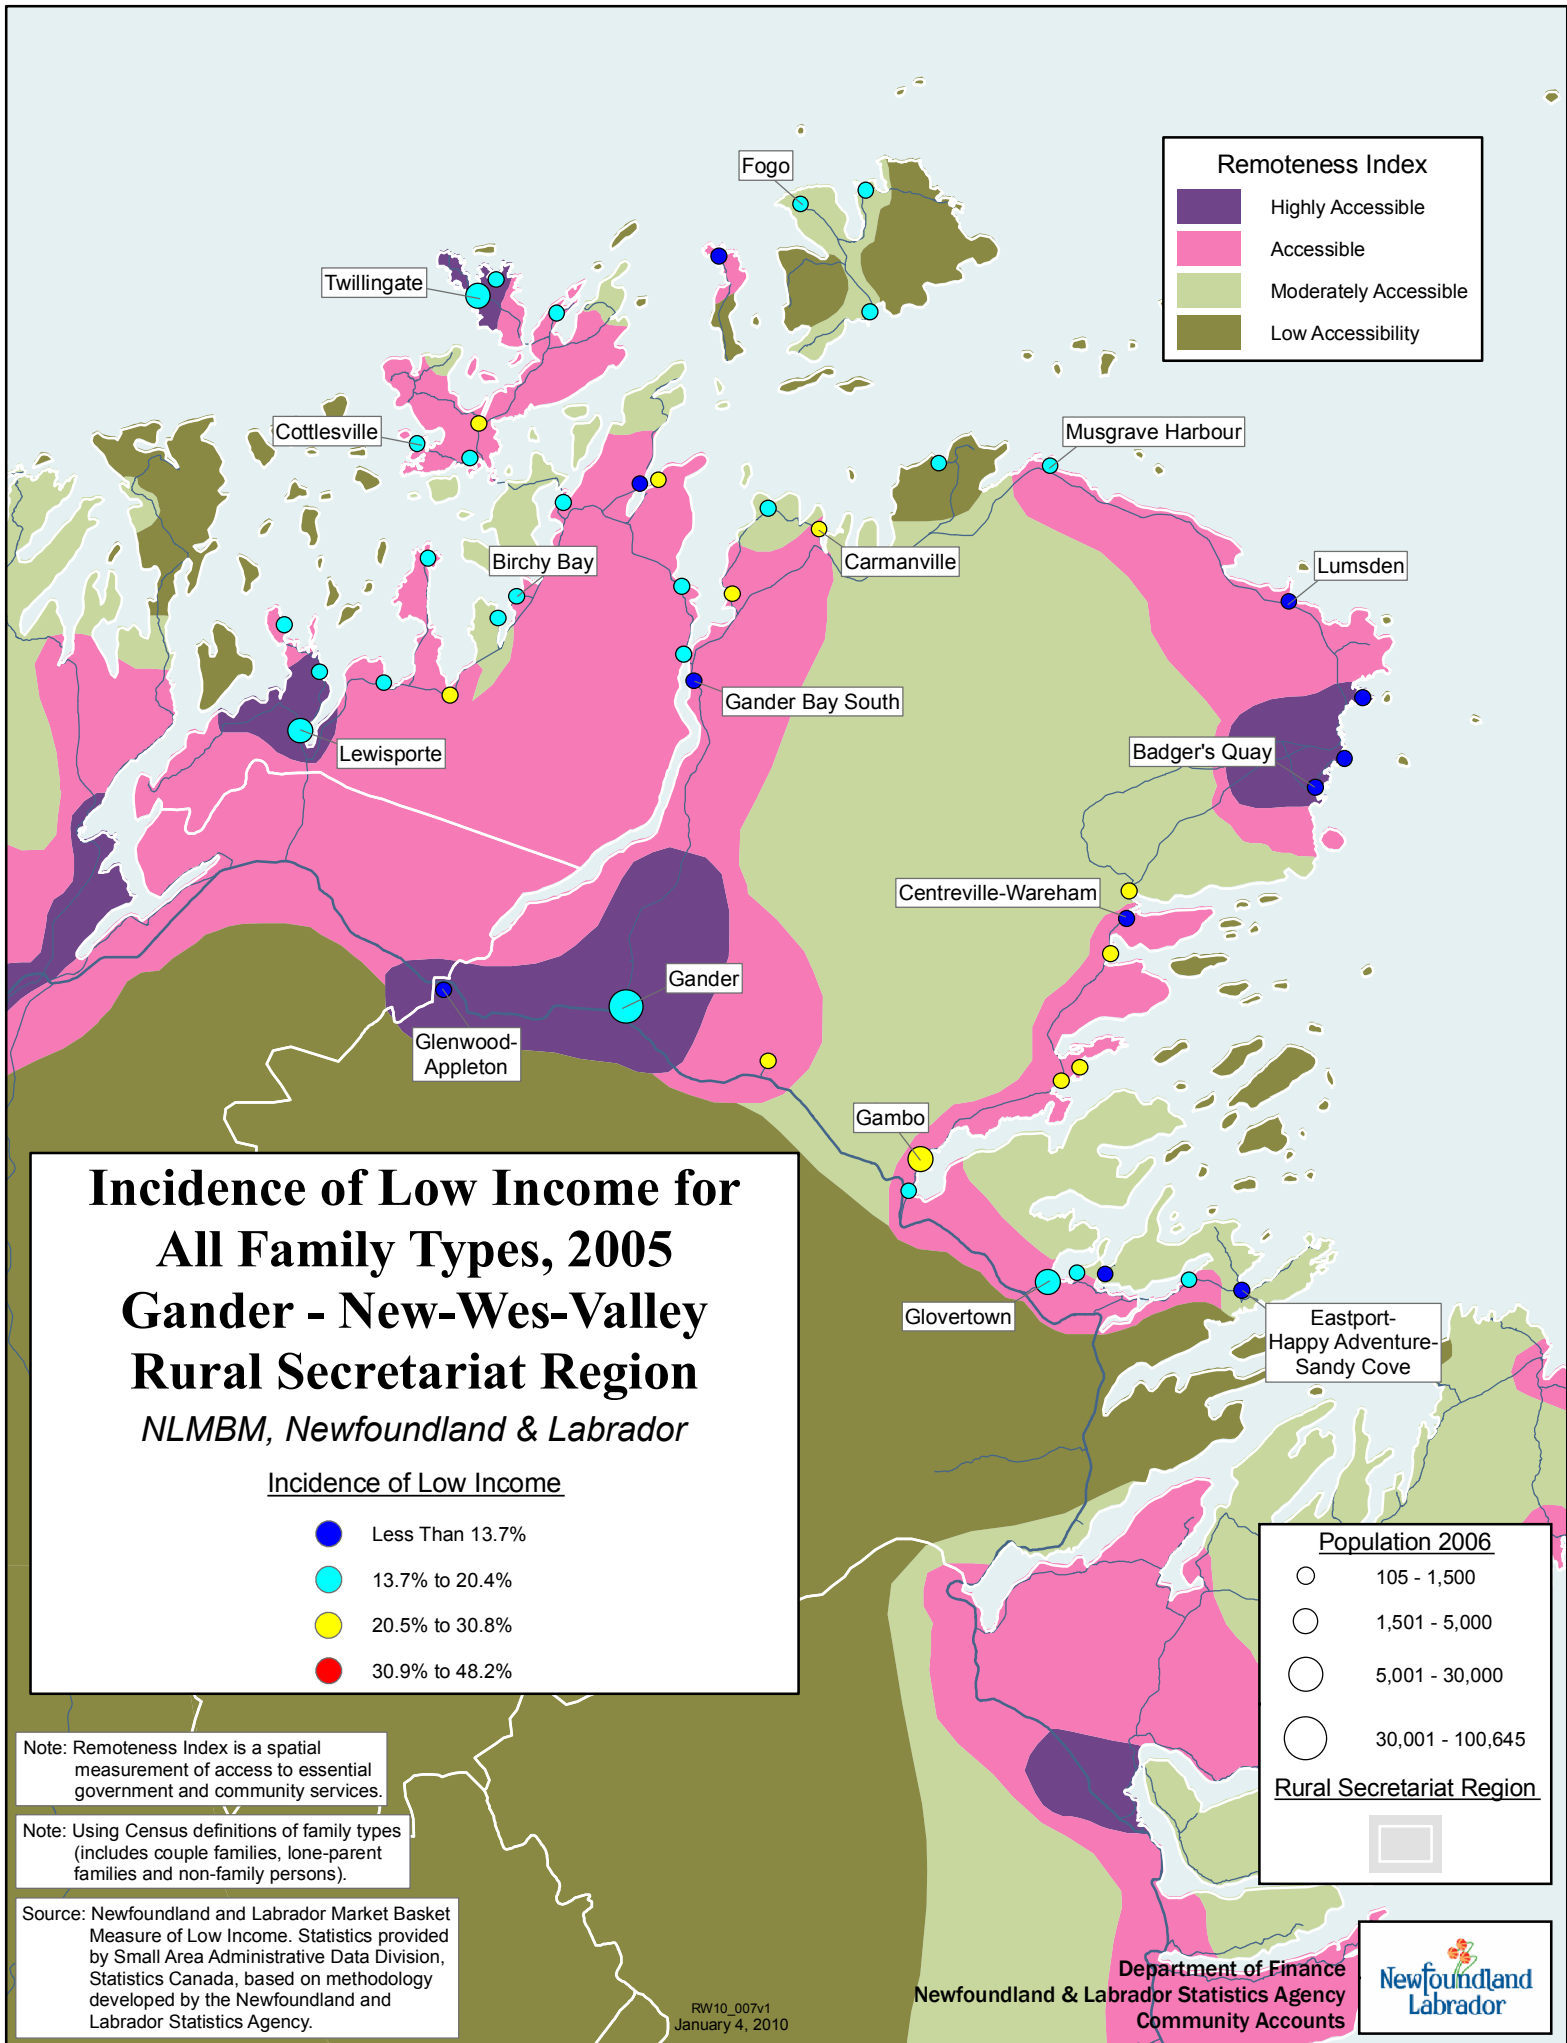 Fogo
Remoteness Index
Highly Accessible
Accessible
Moderately Accessible
Low Accessibility
Twillingate
Cottlesville
Musgrave Harbour
Birchy Bay
Carmanville
Lumsden
Gander Bay South
Lewisporte
Badger's Quay
Centreville-Wareham
Gander
Glenwood-
Appleton
Gambo
Glovertown
Eastport-
Happy Adventure-
Sandy Cove
Incidence of Low Income for
All Family Types, 2005
Gander - New-Wes-Valley
Rural Secretariat Region
NLMBM, Newfoundland & Labrador
Incidence of Low Income
Less Than 13.7%
13.7% to 20.4%
20.5% to 30.8%
30.9% to 48.2%
Population 2006
105 - 1,500
1,501 - 5,000
5,001 - 30,000
30,001 - 100,645
Rural Secretariat Region
Note: Remoteness Index is a spatial
measurement of access to essential
government and community services.
Note: Using Census definitions of family types
(includes couple families, lone-parent
families and non-family persons).
Source: Newfoundland and Labrador Market Basket
Measure of Low Income. Statistics provided
by Small Area Administrative Data Division,
Statistics Canada, based on methodology
developed by the Newfoundland and
Labrador Statistics Agency.
RW10_007v1
January 4, 2010
Department of Finance
Newfoundland & Labrador Statistics Agency
Community Accounts
Newfoundland
Labrador